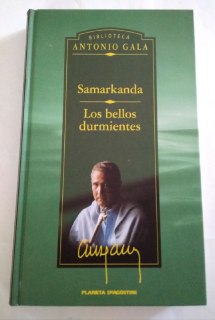 BIBLIOTECA
ANTONIO GALA
Samarkanda
Los bellos
durmientes
PLANETA DEAGOSTINI